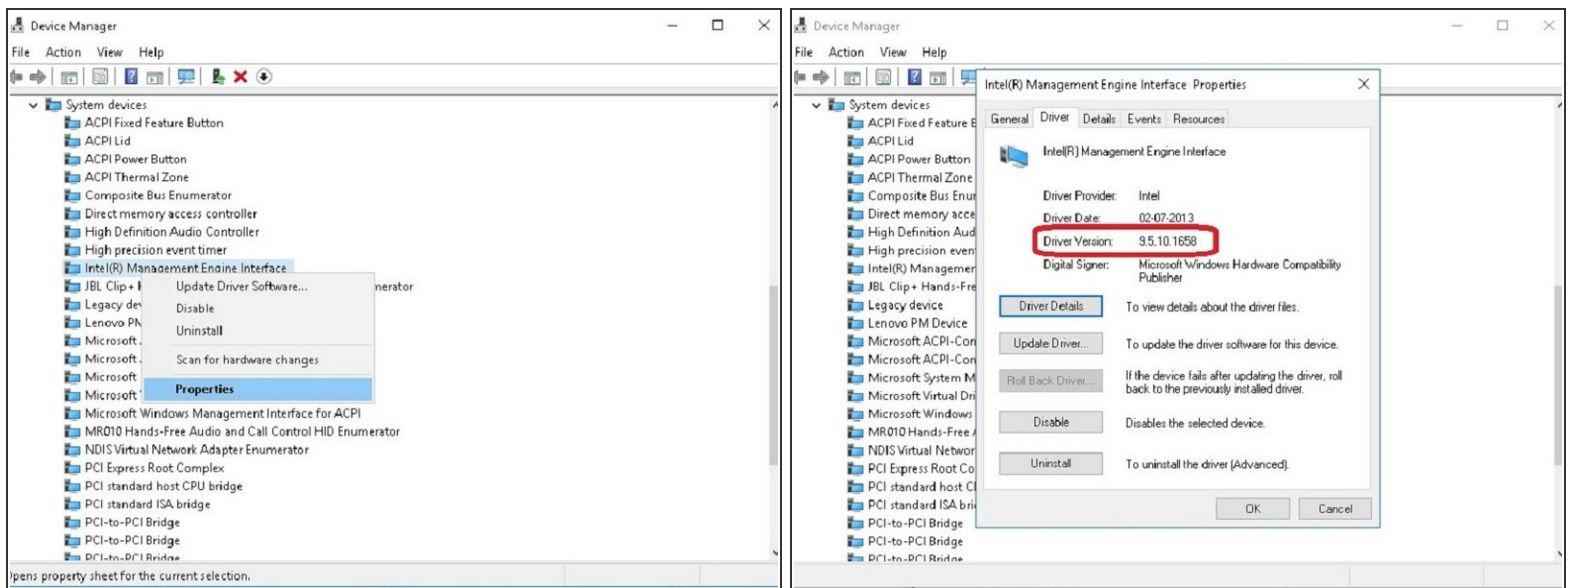 Device Manager
File Action View Help
System devices
ACPI Fixed Feature Button
ACPI Lid
ACPI Power Button
ACPI Thermal Zone
Composite Bus Enumerator
Direct memory access controller
High Definition Audio Controller
High precision event timer
Intel(R) Management Engine Interface
JBL Clip+ H
merator
Legacy dev
Lenovo PM
Microsoft
Microsoft
Microsoft
Microsoft
Microsoft Windows Management Interface for ACPI
MR010 Hands-Free Audio and Call Control HID Enumerator
NDIS Virtual Network Adapter Enumerator
PCI Express Root Complex
PCI standard host CPU bridge
PCI standard ISA bridge
PCI-to-PCI Bridge
PCI-to-PCI Bridge
PCI-to-PCI Bridge
Update Driver Software...
Disable
Uninstall
Scan for hardware changes
Properties
Opens property sheet for the current selection.
Device Manager
File Action View Help
System devices
ACPI Fixed Feature B
ACPI Lid
ACPI Power Button
ACPI Thermal Zone
Composite Bus Enur
Direct memory acce
High Definition Aud
High precision even
Intel(R) Managemer
JBL Clip+ Hands-Fre
Legacy device
Lenovo PM Device
Microsoft ACPI-Con
Microsoft ACPI-Con
Microsoft System M
Microsoft Virtual Dri
Microsoft Windows
MR010 Hands-Free A
NDIS Virtual Networ
PCI Express Root Co
PCI standard host CI
PCI standard ISA bri
PCI-to-PCI Bridge
PCI-to-PCI Bridge
PCI-to-PCI Bridge
Intel(R) Management Engine Interface Properties
General Driver Details Events Resources
Intel(R) Management Engine Interface
Driver Provider: Intel
Driver Date: 02-07-2013
Driver Version: 9.5.10.1658
Digital Signer: Microsoft Windows Hardware Compatibility
Publisher
Driver Details To view details about the driver files.
Update Driver... To update the driver software for this device.
Roll Back Driver... If the device fails after updating the driver, roll
back to the previously installed driver.
Disable Disables the selected device.
Uninstall To uninstall the driver (Advanced).
OK Cancel